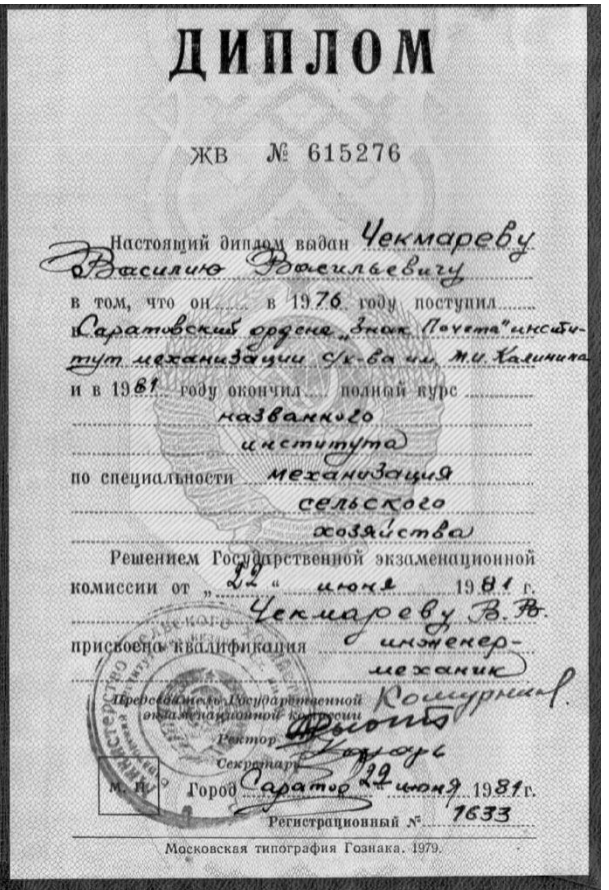 ДИПЛОМ
ЖВ № 615276
Настоящий диплом выдан Чекмареву
Василию Васильевичу
в том, что он в 1976 году поступил
в Саратовский ордена „Знак Почета" инсти-
тут механизации с/х-ва им. М.И. Калинина
и в 1981 году окончил полный курс
названного
института
по специальности механизация
сельского
хозяйства
Решением Государственной экзаменационной
комиссии от „22" июня 1981 г.
Чекмареву В.В.
присвоена квалификация инженер-
механик
Председатель Государственной
экзаменационной комиссии
Ректор
Секретарь
М. П. Город Саратов 22 июня 1981 г.
Регистрационный № 1633
Московская типография Гознака. 1979.